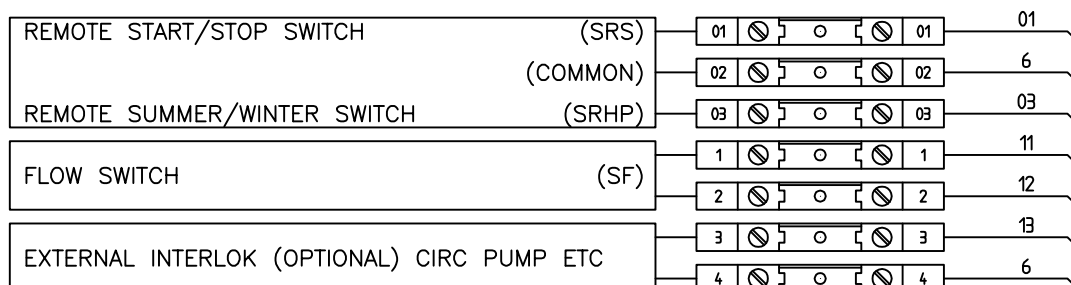 REMOTE START/STOP SWITCH (SRS) 01 01 01
(COMMON) 02 02 6
REMOTE SUMMER/WINTER SWITCH (SRHP) 03 03 03
FLOW SWITCH (SF) 1 1 11
2 2 12
EXTERNAL INTERLOK (OPTIONAL) CIRC PUMP ETC 3 3 13
4 4 6